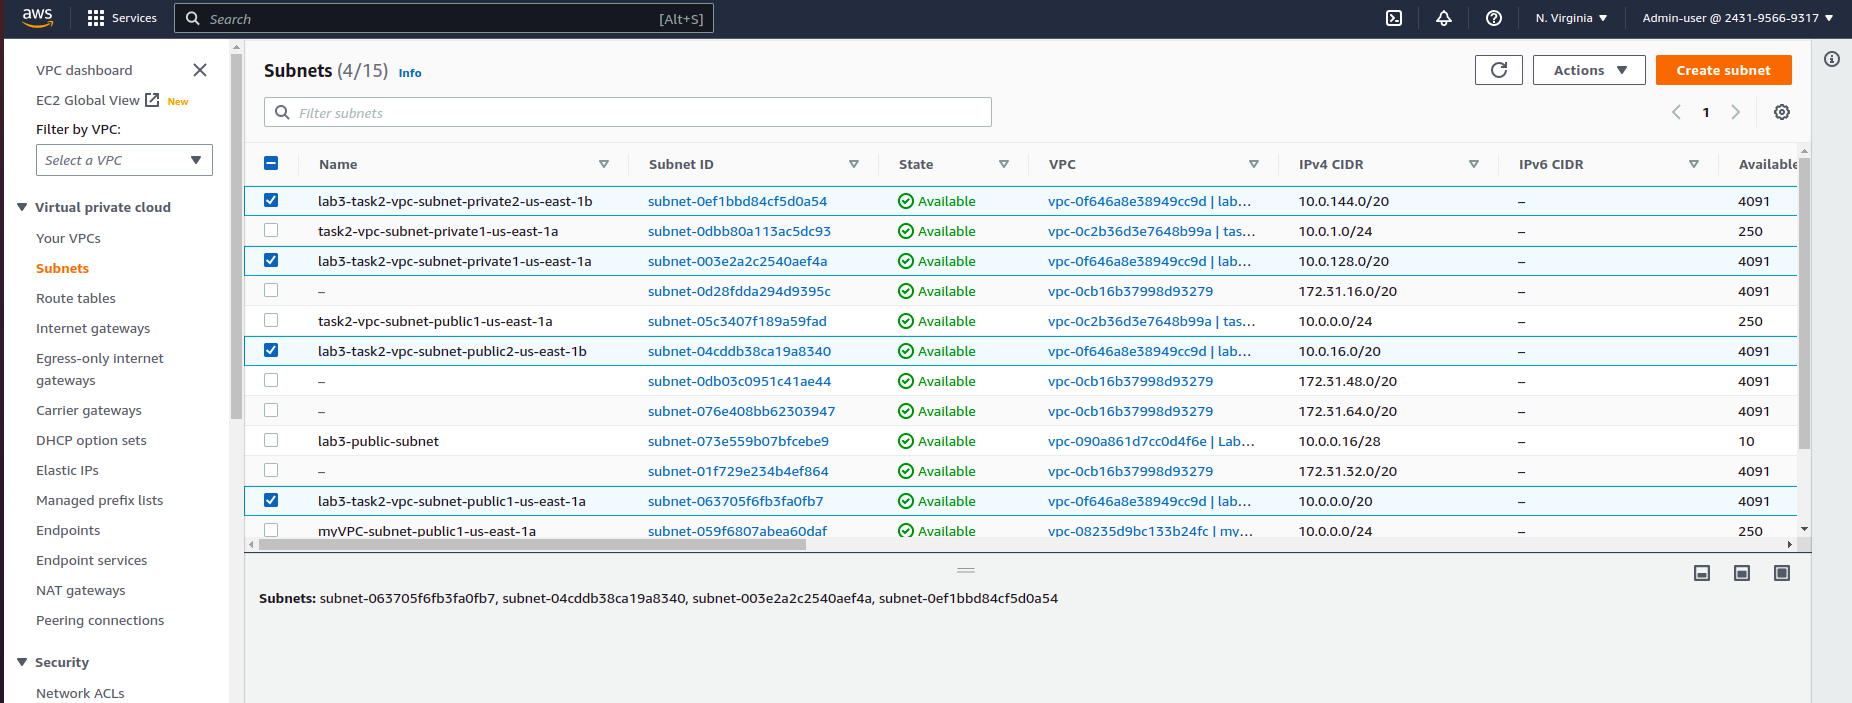 aws Services Search [Alt+S] N. Virginia Admin-user @ 2431-9566-9317
VPC dashboard
EC2 Global View New
Filter by VPC:
Select a VPC
Virtual private cloud
Your VPCs
Subnets
Route tables
Internet gateways
Egress-only internet
gateways
Carrier gateways
DHCP option sets
Elastic IPs
Managed prefix lists
Endpoints
Endpoint services
NAT gateways
Peering connections
Security
Network ACLs
Subnets (4/15) Info
Actions
Create subnet
Filter subnets
1
Name Subnet ID State VPC IPv4 CIDR IPv6 CIDR Available
lab3-task2-vpc-subnet-private2-us-east-1b subnet-0ef1bbd84cf5d0a54 Available vpc-0f646a8e38949cc9d | lab... 10.0.144.0/20 – 4091
task2-vpc-subnet-private1-us-east-1a subnet-0dbb80a113ac5dc93 Available vpc-0c2b36d3e7648b99a | tas... 10.0.1.0/24 – 250
lab3-task2-vpc-subnet-private1-us-east-1a subnet-003e2a2c2540aef4a Available vpc-0f646a8e38949cc9d | lab... 10.0.128.0/20 – 4091
– subnet-0d28fdda294d9395c Available vpc-0cb16b37998d93279 172.31.16.0/20 – 4091
task2-vpc-subnet-public1-us-east-1a subnet-05c3407f189a59fad Available vpc-0c2b36d3e7648b99a | tas... 10.0.0.0/24 – 250
lab3-task2-vpc-subnet-public2-us-east-1b subnet-04cddb38ca19a8340 Available vpc-0f646a8e38949cc9d | lab... 10.0.16.0/20 – 4091
– subnet-0db03c0951c41ae44 Available vpc-0cb16b37998d93279 172.31.48.0/20 – 4091
– subnet-076e408bb62303947 Available vpc-0cb16b37998d93279 172.31.64.0/20 – 4091
lab3-public-subnet subnet-073e559b07bfcebe9 Available vpc-090a861d7cc0d4f6e | Lab... 10.0.0.16/28 – 10
– subnet-01f729e234b4ef864 Available vpc-0cb16b37998d93279 172.31.32.0/20 – 4091
lab3-task2-vpc-subnet-public1-us-east-1a subnet-063705f6fb3fa0fb7 Available vpc-0f646a8e38949cc9d | lab... 10.0.0.0/20 – 4091
myVPC-subnet-public1-us-east-1a subnet-059f6807abea60daf Available vpc-08235d9bc133b24fc | my... 10.0.0.0/24 – 250
Subnets: subnet-063705f6fb3fa0fb7, subnet-04cddb38ca19a8340, subnet-003e2a2c2540aef4a, subnet-0ef1bbd84cf5d0a54